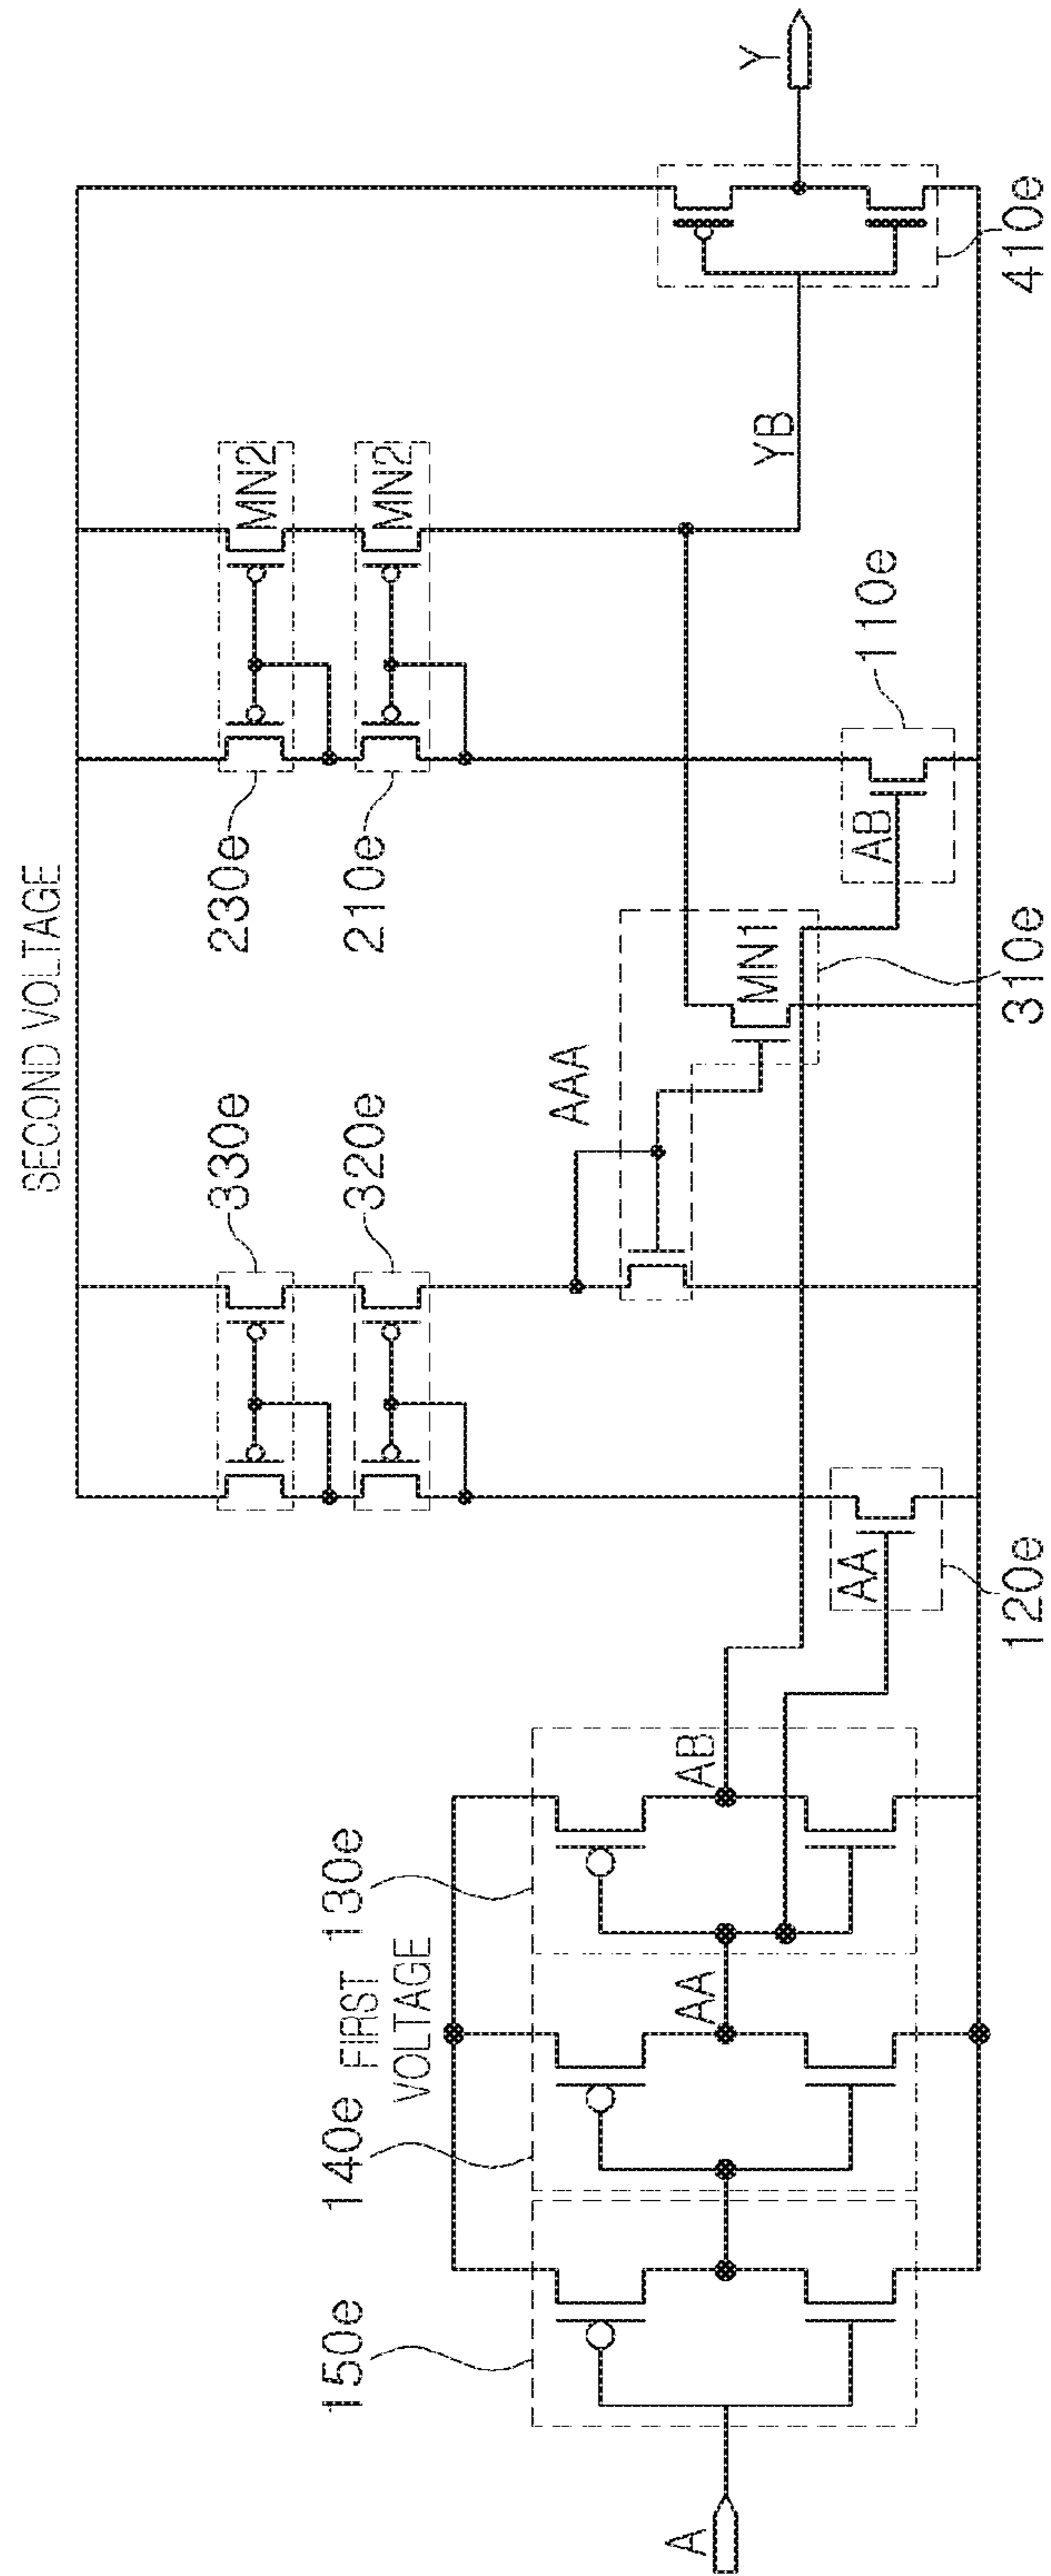 SECOND VOLTAGE
330e
230e
320e
210e
MN2
MN2
150e
140e
130e
FIRST
VOLTAGE
AAA
MN1
YB
Y
A
AA
AB
AA
AB
110e
120e
310e
410e